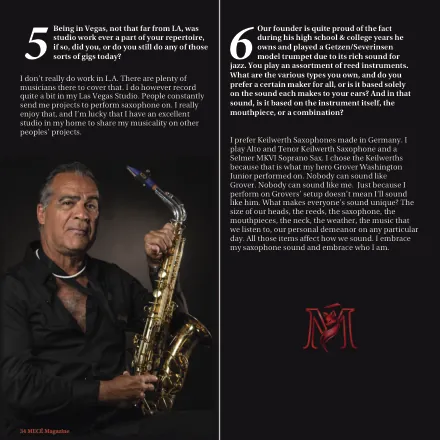 5
Being in Vegas, not that far from LA, was
studio work ever a part of your repertoire,
if so, did you, or do you still do any of those
sorts of gigs today?
I don't really do work in L.A. There are plenty of
musicians there to cover that. I do however record
quite a bit in my Las Vegas Studio. People constantly
send me projects to perform saxophone on. I really
enjoy that, and I'm lucky that I have an excellent
studio in my home to share my musicality on other
peoples' projects.
34 MECÉ Magazine
6
Our founder is quite proud of the fact
during his high school & college years he
owns and played a Getzen/Severinsen
model trumpet due to its rich sound for
jazz. You play an assortment of reed instruments.
What are the various types you own, and do you
prefer a certain maker for all, or is it based solely
on the sound each makes to your ears? And in that
sound, is it based on the instrument itself, the
mouthpiece, or a combination?
I prefer Keilwerth Saxophones made in Germany. I
play Alto and Tenor Keilwerth Saxophone and a
Selmer MKVI Soprano Sax. I chose the Keilwerths
because that is what my hero Grover Washington
Junior performed on. Nobody can sound like
Grover. Nobody can sound like me. Just because I
perform on Grovers' setup doesn't mean I'll sound
like him. What makes everyone's sound unique? The
size of our heads, the reeds, the saxophone, the
mouthpieces, the neck, the weather, the music that
we listen to, our personal demeanor on any particular
day. All those items affect how we sound. I embrace
my saxophone sound and embrace who I am.
M